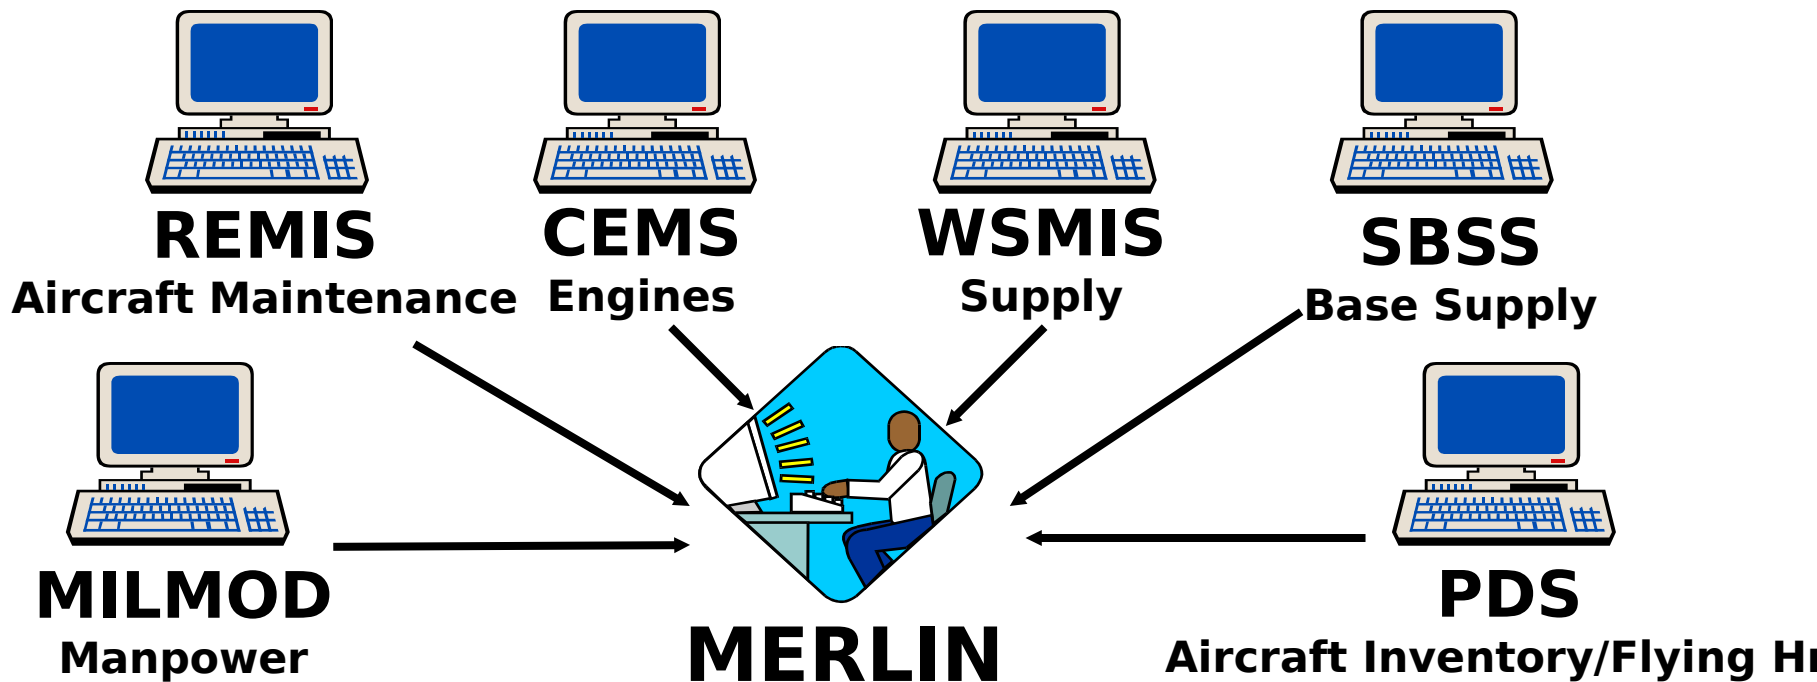 REMIS
Aircraft Maintenance
CEMS
Engines
WSMIS
Supply
SBSS
Base Supply
MILMOD
Manpower
MERLIN
PDS
Aircraft Inventory/Flying